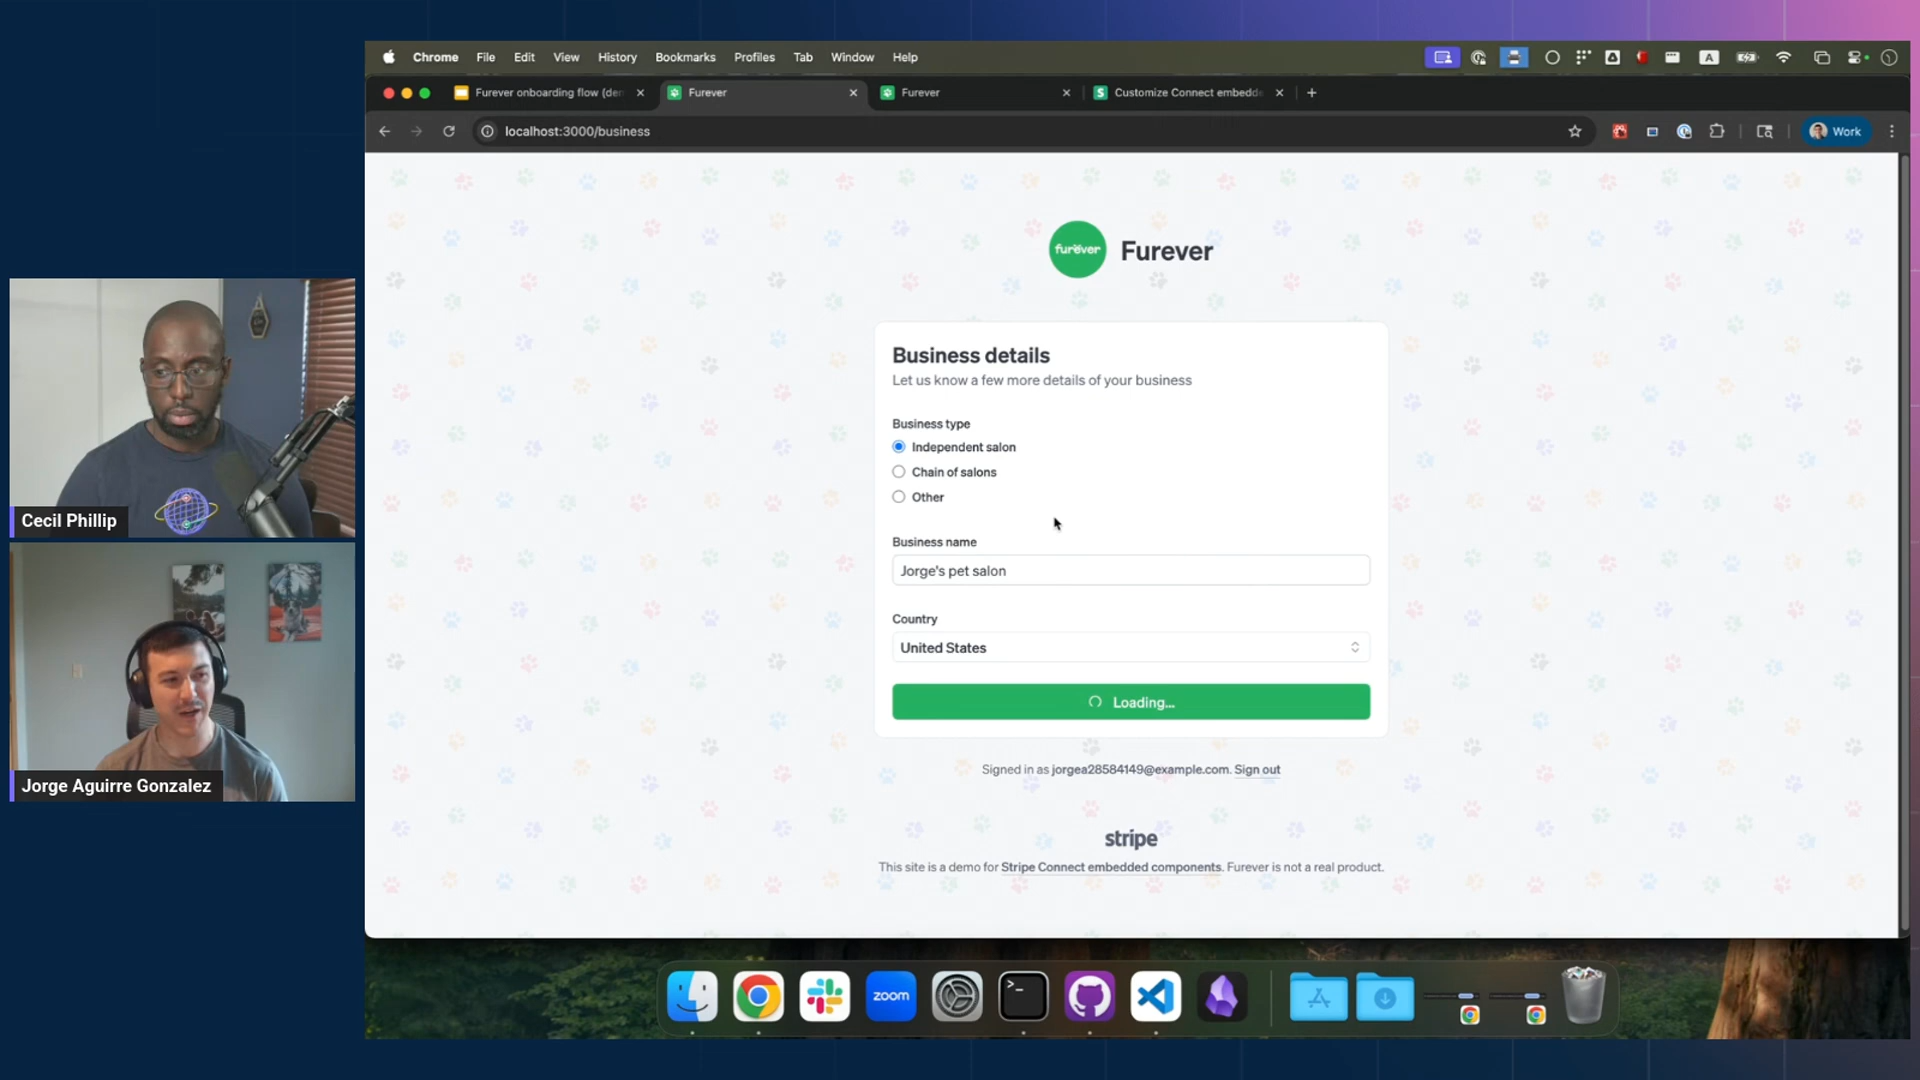 Chrome File Edit View History Bookmarks Profiles Tab Window Help
A
Furever onboarding flow (den
Furever
Furever
Customize Connect embedde
localhost:3000/business
Work
furever
Furever
Business details
Let us know a few more details of your business
Business type
Independent salon
Chain of salons
Other
Business name
Jorge's pet salon
Country
United States
Loading...
Signed in as jorgea28584149@example.com. Sign out
stripe
This site is a demo for Stripe Connect embedded components. Furever is not a real product.
Cecil Phillip
Jorge Aguirre Gonzalez
zoom